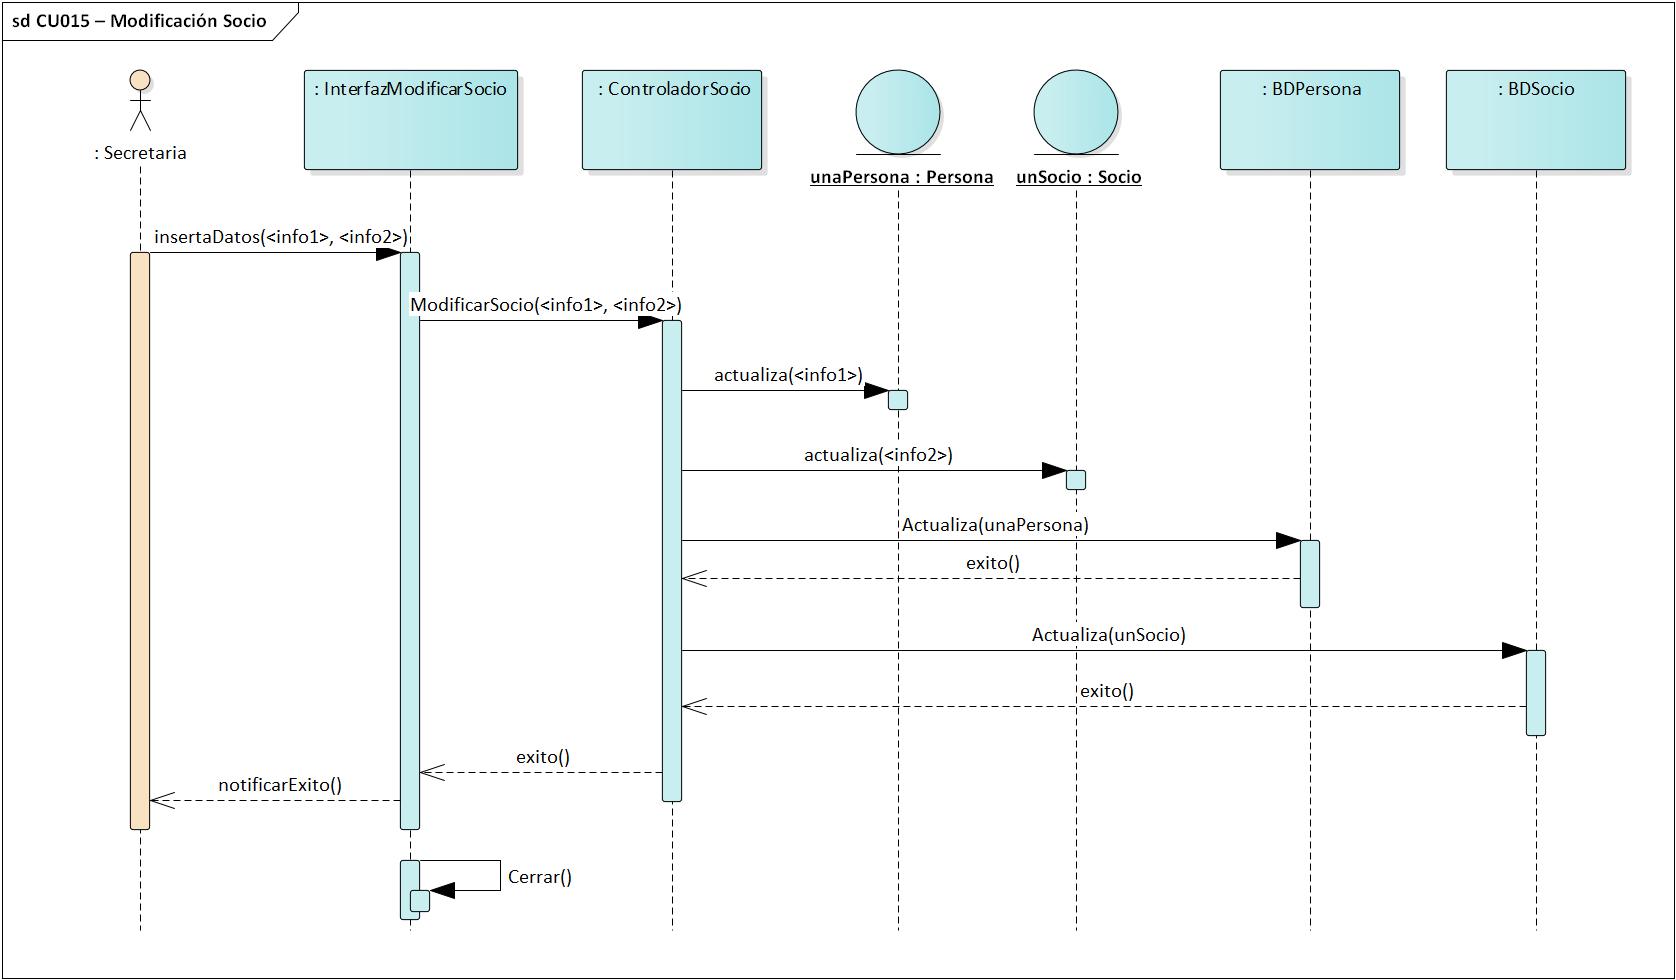 sd CU015 – Modificación Socio
: Secretaria
: InterfazModificarSocio
: ControladorSocio
unaPersona : Persona
unSocio : Socio
: BDPersona
: BDSocio
insertaDatos(<info1>, <info2>)
ModificarSocio(<info1>, <info2>)
actualiza(<info1>)
actualiza(<info2>)
Actualiza(unaPersona)
exito()
Actualiza(unSocio)
exito()
exito()
notificarExito()
Cerrar()